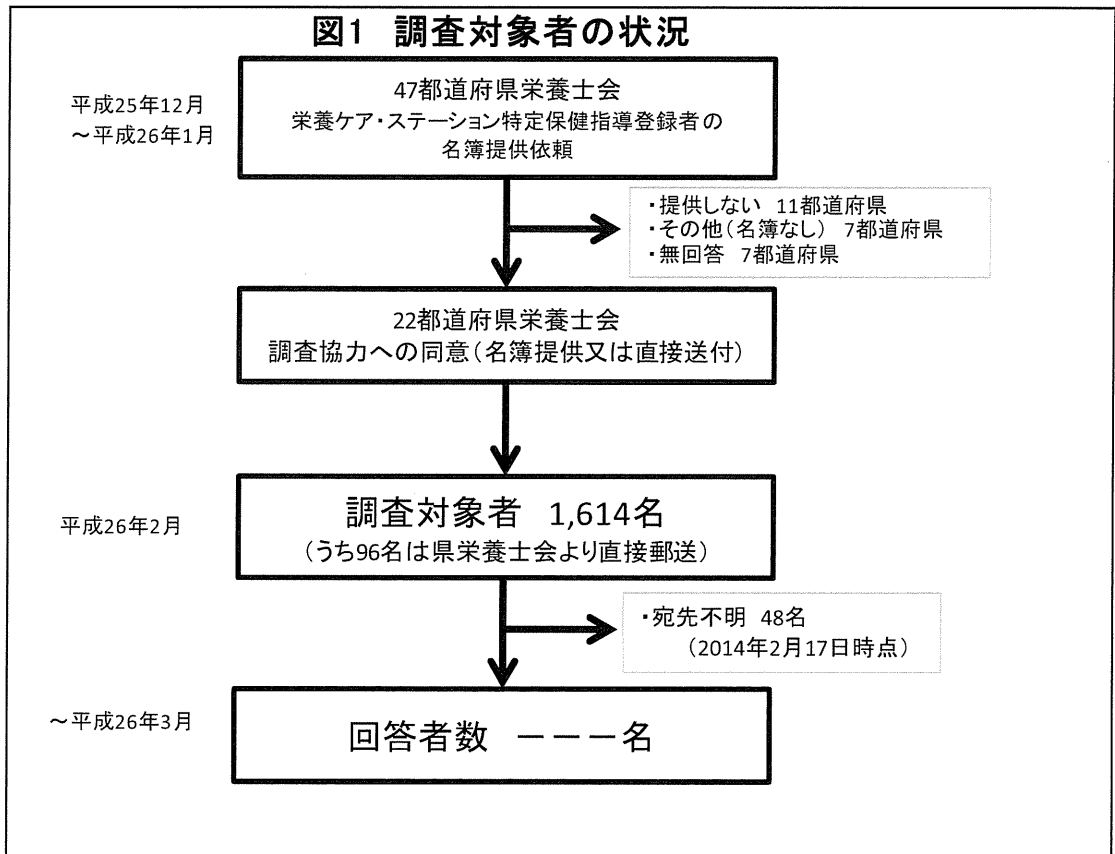 図1 調査対象者の状況
平成25年12月
～平成26年1月
47都道府県栄養士会
栄養ケア・ステーション特定保健指導登録者の
名簿提供依頼
・提供しない 11都道府県
・その他（名簿なし） 7都道府県
・無回答 7都道府県
22都道府県栄養士会
調査協力への同意（名簿提供又は直接送付）
平成26年2月
調査対象者 1,614名
（うち96名は県栄養士会より直接郵送）
・宛先不明 48名
（2014年2月17日時点）
～平成26年3月
回答者数 ーーー名